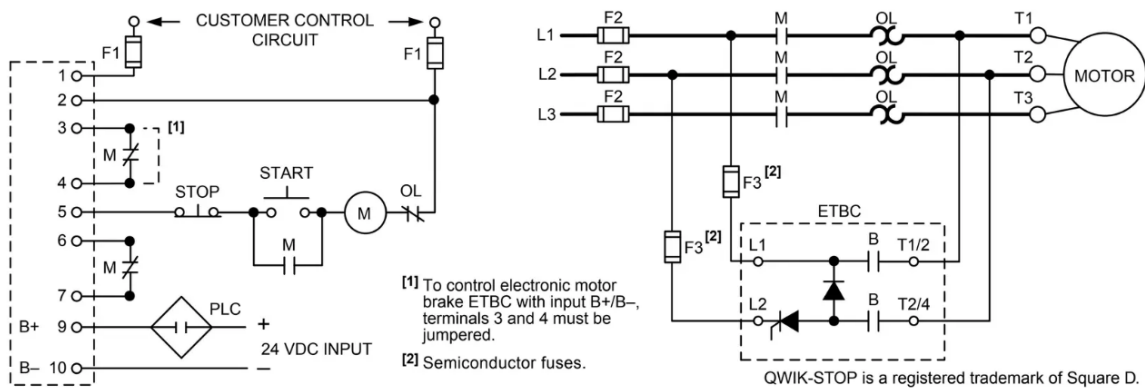 CUSTOMER CONTROL
CIRCUIT
F1
F1
1
2
3
[1]
M
4
STOP
START
OL
5
M
6
M
M
7
PLC
B+ 9
+
24 VDC INPUT
B– 10
–
[1] To control electronic motor
brake ETBC with input B+/B–,
terminals 3 and 4 must be
jumpered.
[2] Semiconductor fuses.
F2
M
OL
T1
L1
F2
M
OL
T2
L2
MOTOR
F2
M
OL
T3
L3
F3 [2]
F3 [2]
ETBC
L1
B
T1/2
L2
B
T2/4
QWIK-STOP is a registered trademark of Square D.